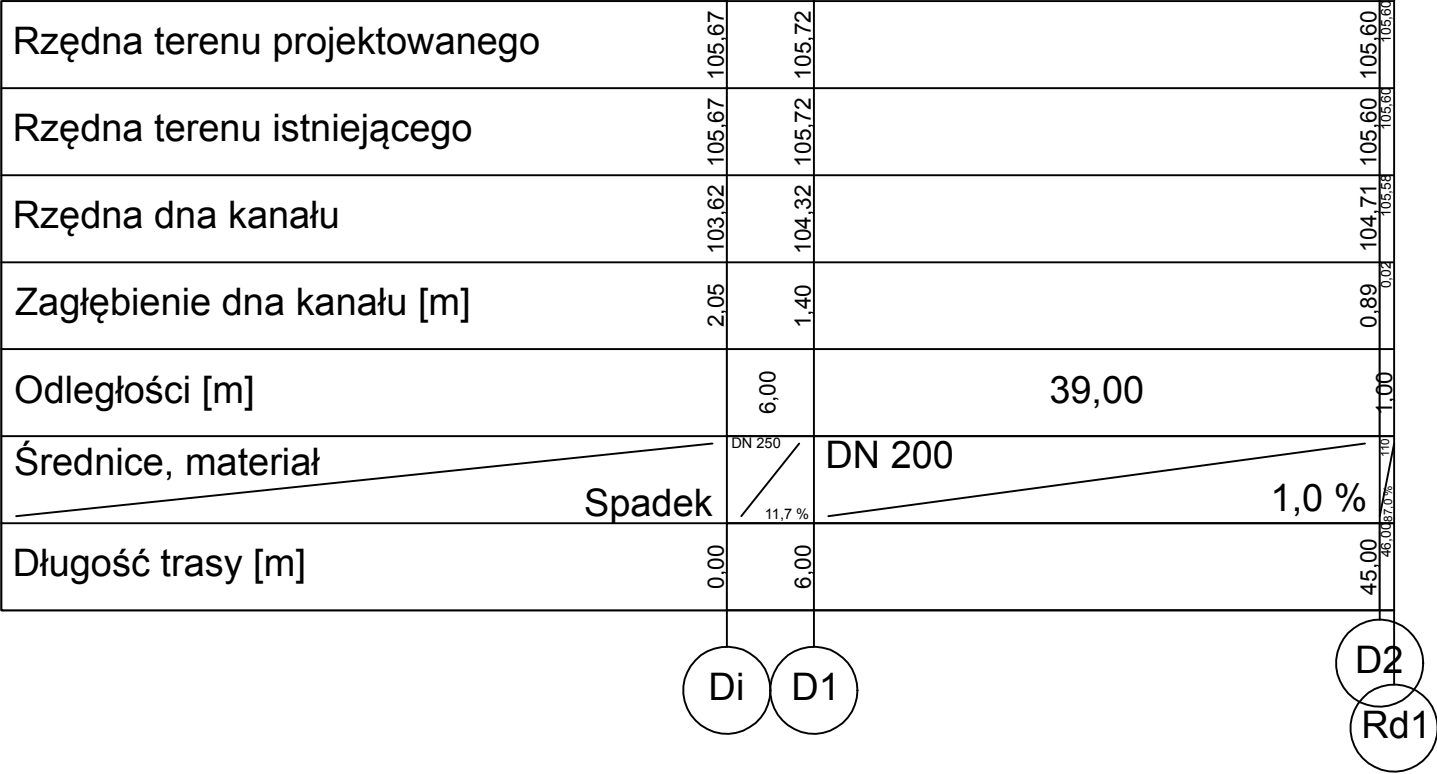 Rzędna terenu projektowanego 105,67 105,72 105,60 105,60
Rzędna terenu istniejącego 105,67 105,72 105,60 105,60
Rzędna dna kanału 103,62 104,32 104,71 105,58
Zagłębienie dna kanału [m] 2,05 1,40 0,89 0,02
Odległości [m] 6,00 39,00 1,00
Średnice, materiał DN 250 DN 200 110
Spadek 11,7 % 1,0 % 87,0 %
Długość trasy [m] 0,00 6,00 45,00 46,00
Di D1 D2
Rd1